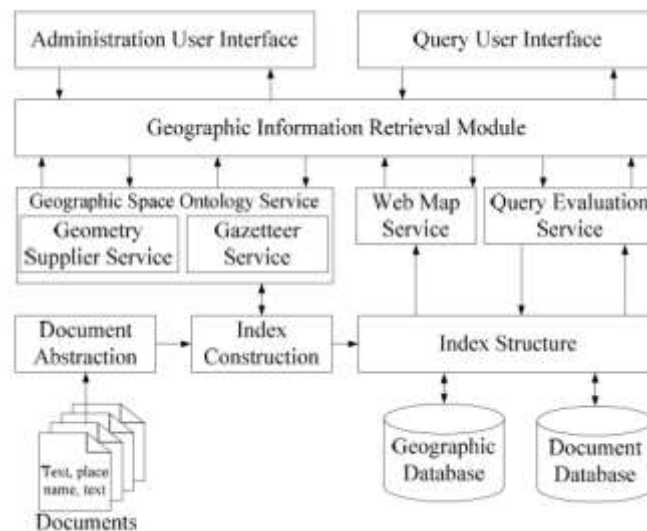 Administration User Interface
Query User Interface
Geographic Information Retrieval Module
Geographic Space Ontology Service
Geometry
Supplier Service
Gazetteer
Service
Web Map
Service
Query Evaluation
Service
Document
Abstraction
Index
Construction
Index Structure
Text, place
name, text
Documents
Geographic
Database
Document
Database